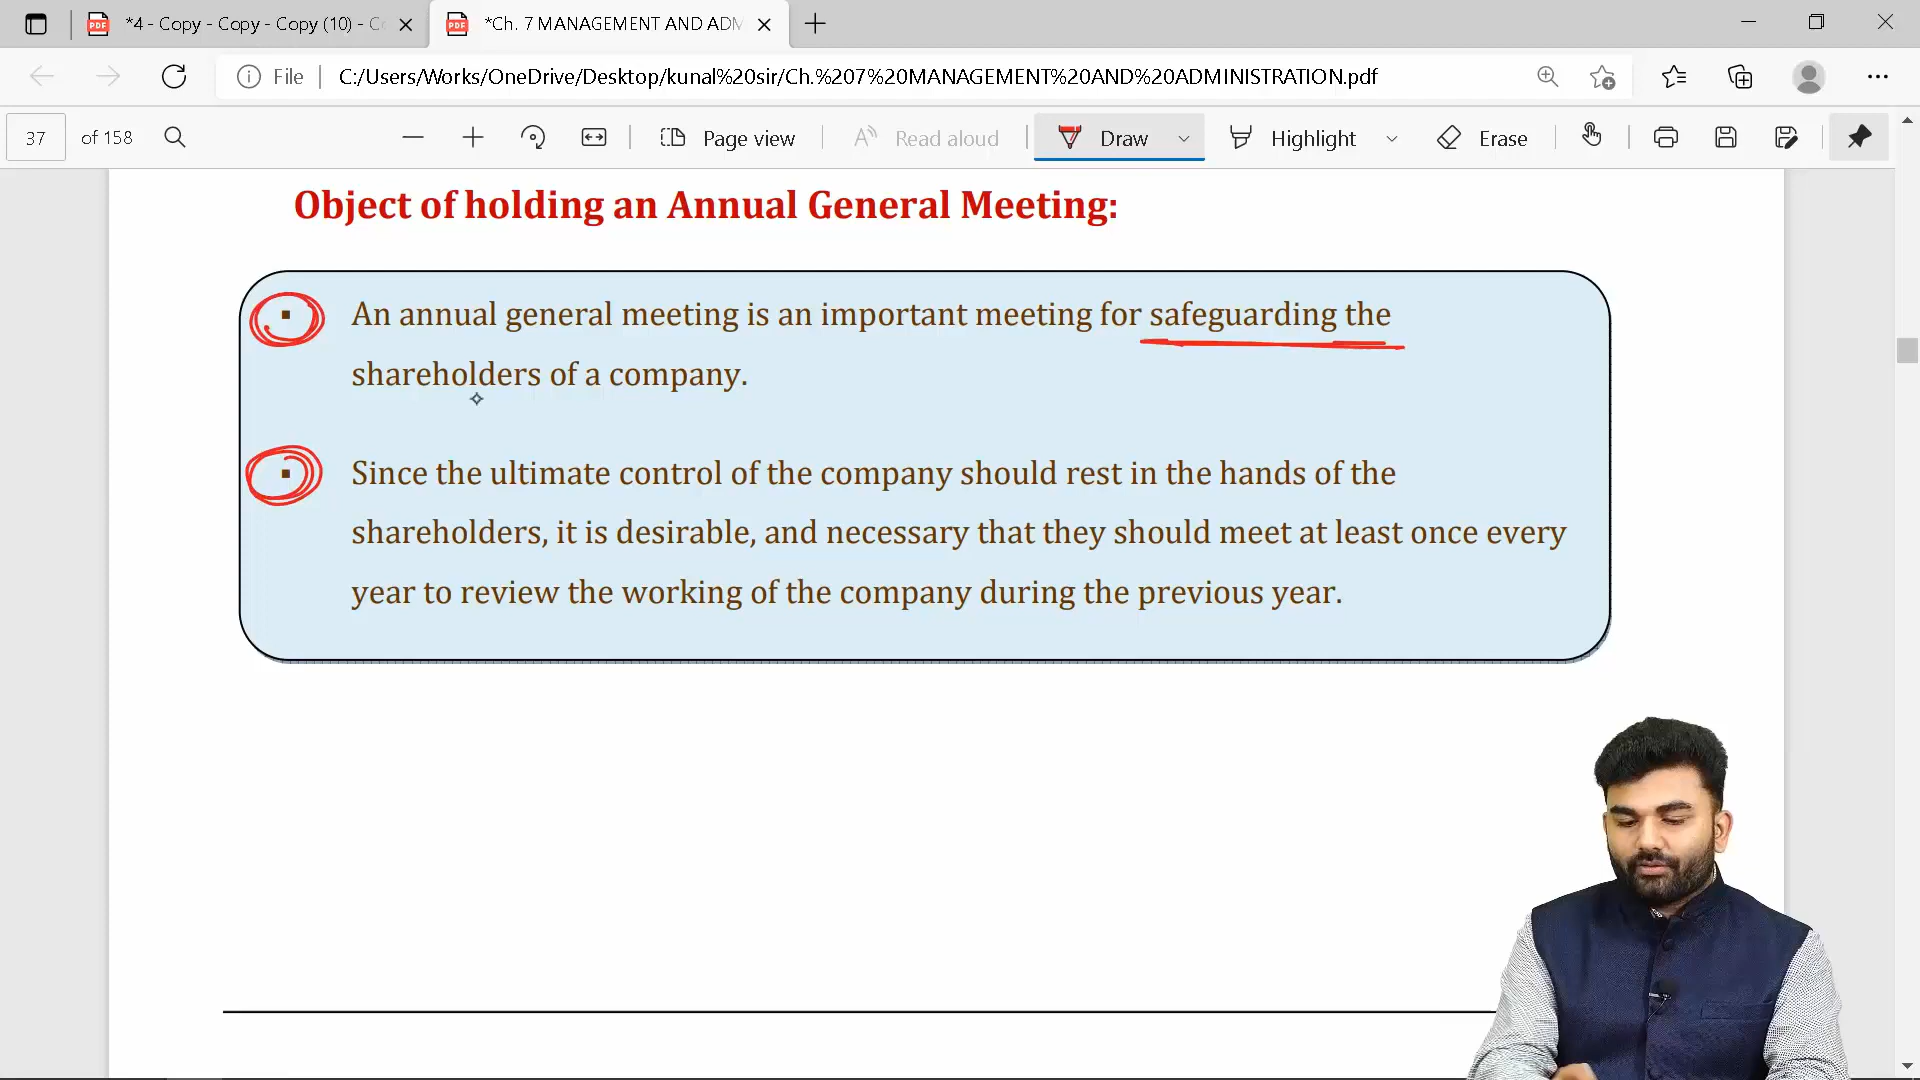 *4 - Copy - Copy - Copy (10) - C
*Ch. 7 MANAGEMENT AND ADM
File
C:/Users/Works/OneDrive/Desktop/kunal%20sir/Ch.%207%20MANAGEMENT%20AND%20ADMINISTRATION.pdf
37 of 158
Page view
Read aloud
Draw
Highlight
Erase
Object of holding an Annual General Meeting:
▪ An annual general meeting is an important meeting for safeguarding the
shareholders of a company.
▪ Since the ultimate control of the company should rest in the hands of the
shareholders, it is desirable, and necessary that they should meet at least once every
year to review the working of the company during the previous year.